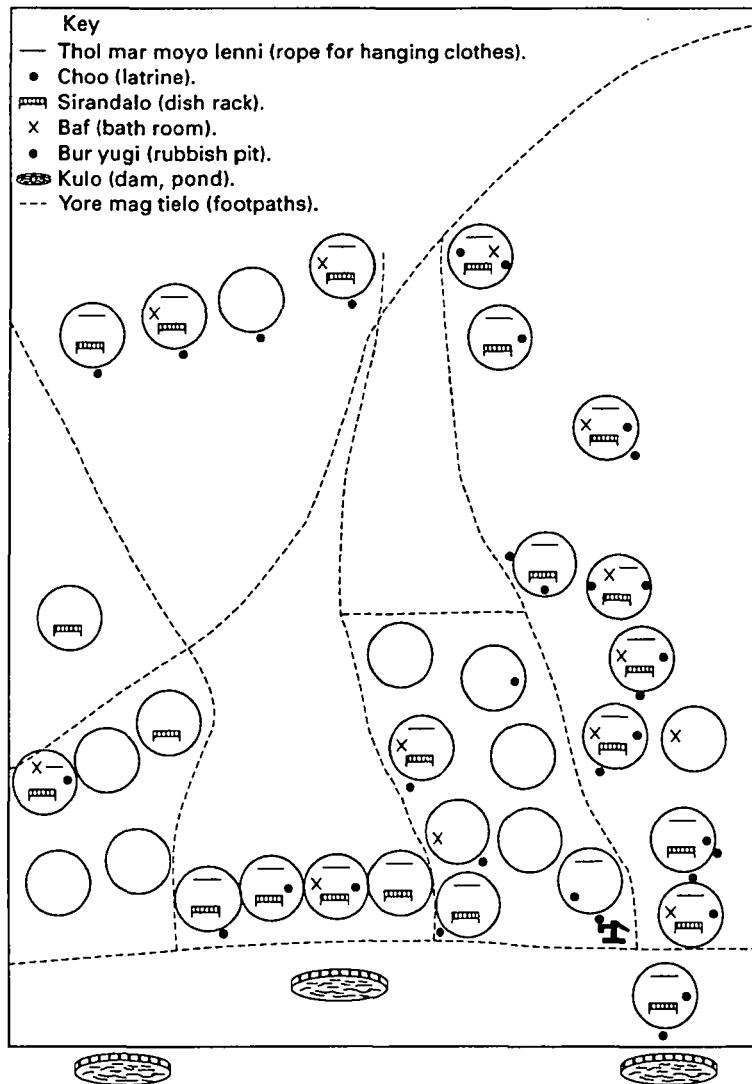 Key
Thol mar moyo lenni (rope for hanging clothes).
Choo (latrine).
Sirandalo (dish rack).
Baf (bath room).
Bur yugi (rubbish pit).
Kulo (dam, pond).
Yore mag tielo (footpaths).